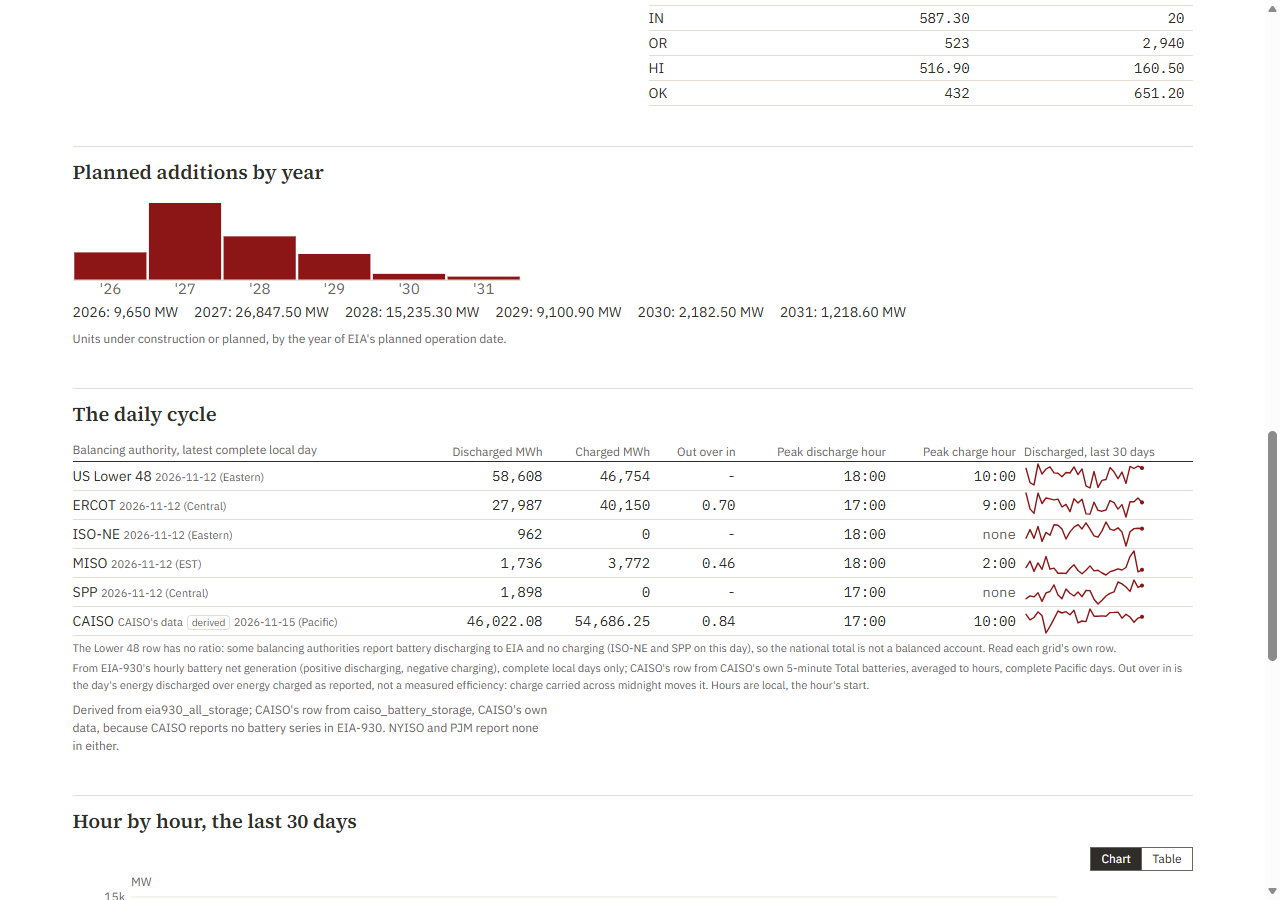 IN 587.30 20
OR 523 2,940
HI 516.90 160.50
OK 432 651.20
Planned additions by year
'26 '27 '28 '29 '30 '31
2026: 9,650 MW 2027: 26,847.50 MW 2028: 15,235.30 MW 2029: 9,100.90 MW 2030: 2,182.50 MW 2031: 1,218.60 MW
Units under construction or planned, by the year of EIA's planned operation date.
The daily cycle
Balancing authority, latest complete local day Discharged MWh Charged MWh Out over in Peak discharge hour Peak charge hour Discharged, last 30 days
US Lower 48 2026-11-12 (Eastern) 58,608 46,754 - 18:00 10:00
ERCOT 2026-11-12 (Central) 27,987 40,150 0.70 17:00 9:00
ISO-NE 2026-11-12 (Eastern) 962 0 - 18:00 none
MISO 2026-11-12 (EST) 1,736 3,772 0.46 18:00 2:00
SPP 2026-11-12 (Central) 1,898 0 - 17:00 none
CAISO CAISO's data derived 2026-11-15 (Pacific) 46,022.08 54,686.25 0.84 17:00 10:00
The Lower 48 row has no ratio: some balancing authorities report battery discharging to EIA and no charging (ISO-NE and SPP on this day), so the national total is not a balanced account. Read each grid's own row.
From EIA-930's hourly battery net generation (positive discharging, negative charging), complete local days only; CAISO's row from CAISO's own 5-minute Total batteries, averaged to hours, complete Pacific days. Out over in is
the day's energy discharged over energy charged as reported, not a measured efficiency: charge carried across midnight moves it. Hours are local, the hour's start.
Derived from eia930_all_storage; CAISO's row from caiso_battery_storage, CAISO's own
data, because CAISO reports no battery series in EIA-930. NYISO and PJM report none
in either.
Hour by hour, the last 30 days
Chart Table
MW
15k